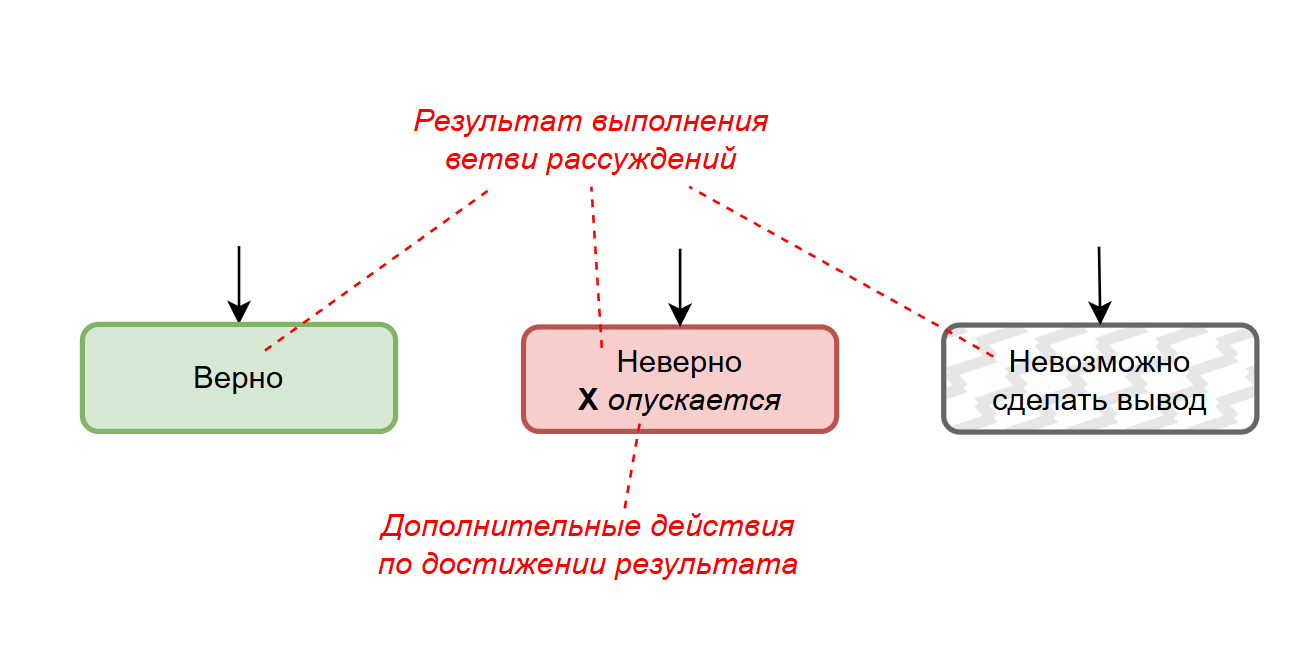 Результат выполнения
ветви рассуждений
Верно
Неверно
X опускается
Невозможно
сделать вывод
Дополнительные действия
по достижении результата